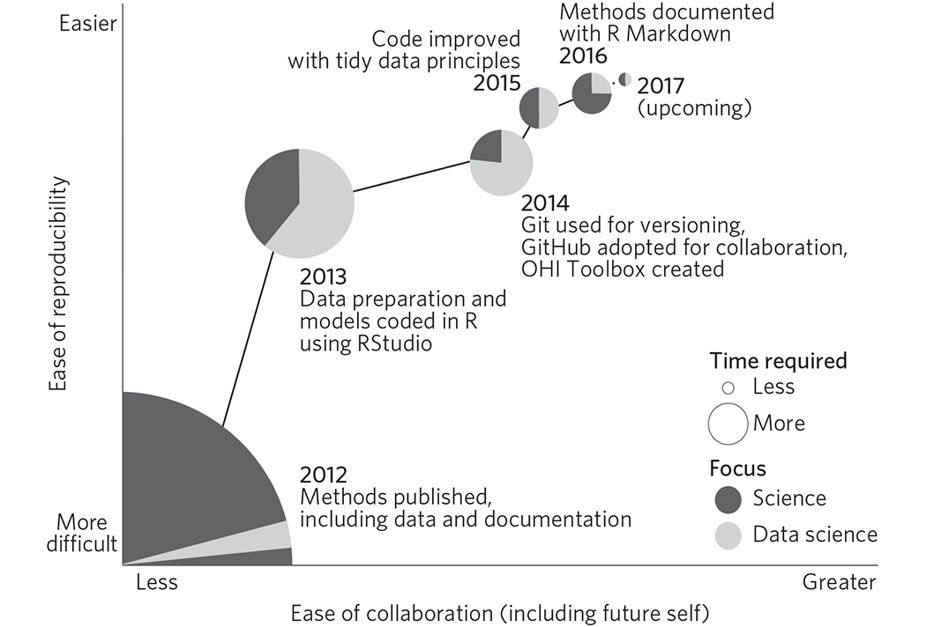 Easier
Methods documented
with R Markdown
2016
Code improved
with tidy data principles
2015
2017
(upcoming)
2014
Git used for versioning,
GitHub adopted for collaboration,
OHI Toolbox created
2013
Data preparation and
models coded in R
using RStudio
Ease of reproducibility
Time required
Less
More
Focus
Science
Data science
2012
Methods published,
including data and documentation
More
difficult
Less
Greater
Ease of collaboration (including future self)